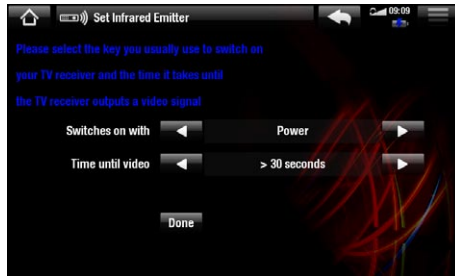 Set Infrared Emitter
09:09
Please select the key you usually use to switch on
your TV receiver and the time it takes until
the TV receiver outputs a video signal
Switches on with
Power
Time until video
> 30 seconds
Done